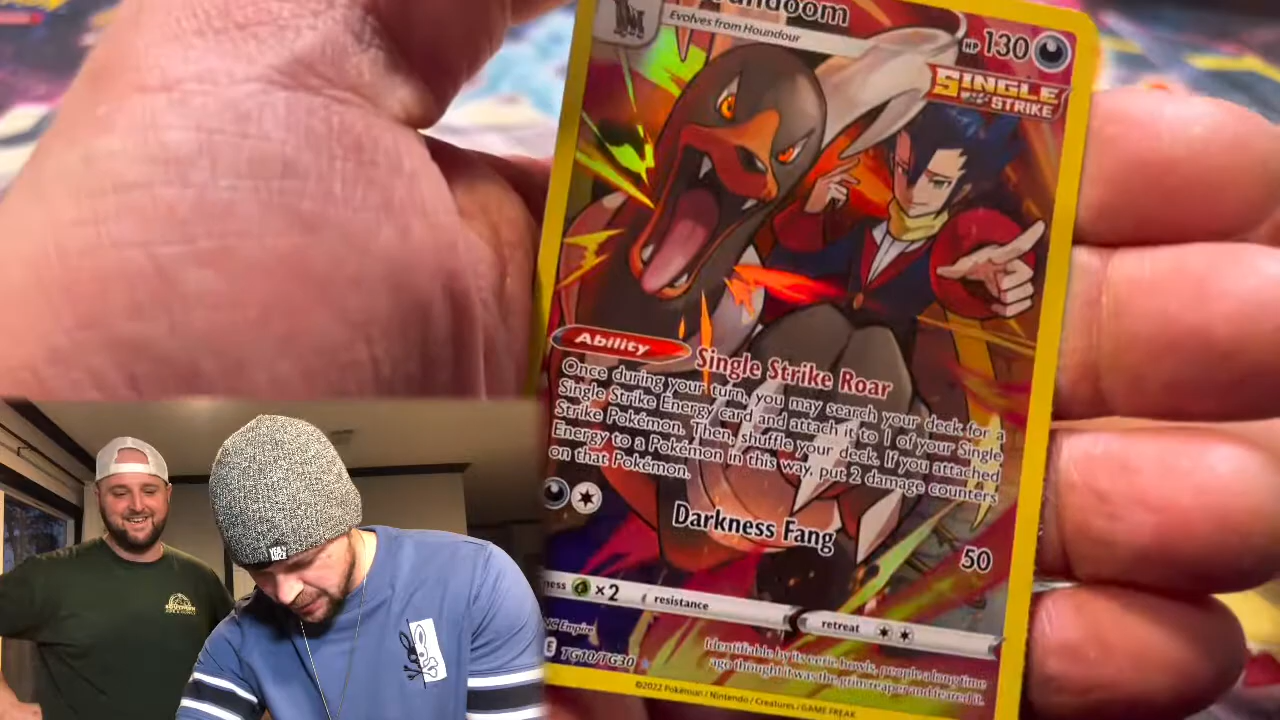 Evolves from Houndour
HP 130
SINGLE
STRIKE
Ability
Single Strike Roar
Once during your turn, you may search your deck for a
Single Strike Energy card and attach it to 1 of your Single
Strike Pokémon. Then, shuffle your deck. If you attached
Energy to a Pokémon in this way, put 2 damage counters
on that Pokémon.
Darkness Fang
50
×2
resistance
retreat
E TG10/TG30
Identifiable by its eerie howls, people a long time
ago thought it was the grim reaper and feared it.
©2022 Pokémon / Nintendo / Creatures / GAME FREAK